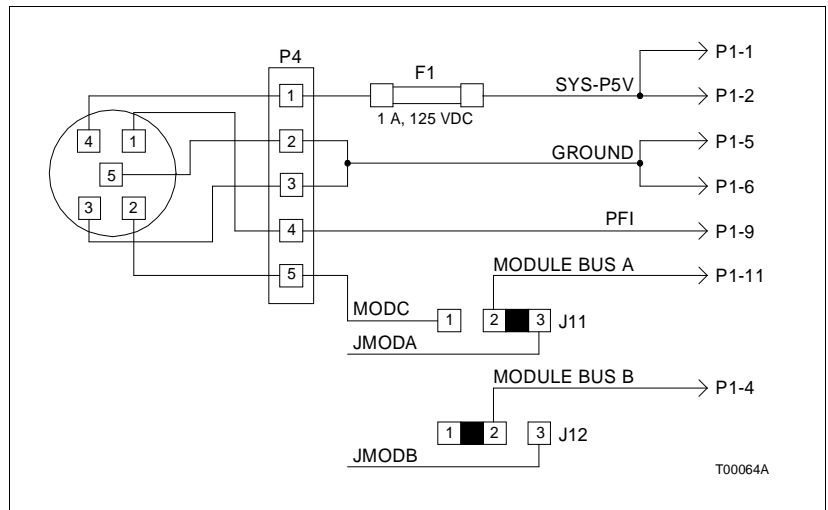 P4
F1
1
SYS-P5V
P1-1
P1-2
1 A, 125 VDC
4
1
2
GROUND
P1-5
5
3
P1-6
3
2
4
PFI
P1-9
5
MODULE BUS A
P1-11
MODC
1
2
3
J11
JMODA
MODULE BUS B
P1-4
1
2
3
J12
JMODB
T00064A